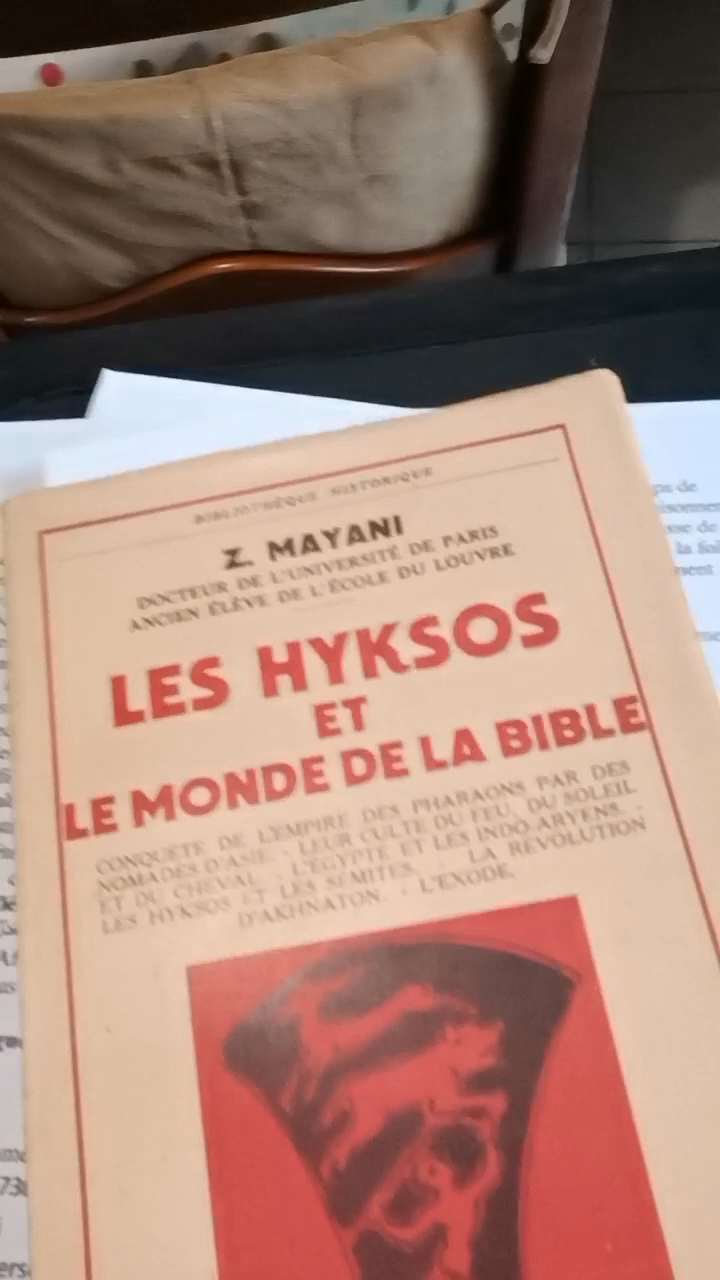 BIBLIOTHÈQUE HISTORIQUE
Z. MAYANI
DOCTEUR DE L'UNIVERSITÉ DE PARIS
ANCIEN ÉLÈVE DE L'ÉCOLE DU LOUVRE
LES HYKSOS
ET
LE MONDE DE LA BIBLE
CONQUÊTE DE L'EMPIRE DES PHARAONS PAR DES
NOMADES D'ASIE. - LEUR CULTE DU FEU, DU SOLEIL
ET DU CHEVAL. - L'ÉGYPTE ET LES INDO-ARYENS. -
LES HYKSOS ET LES SÉMITES. - LA RÉVOLUTION
D'AKHNATON. - L'EXODE.